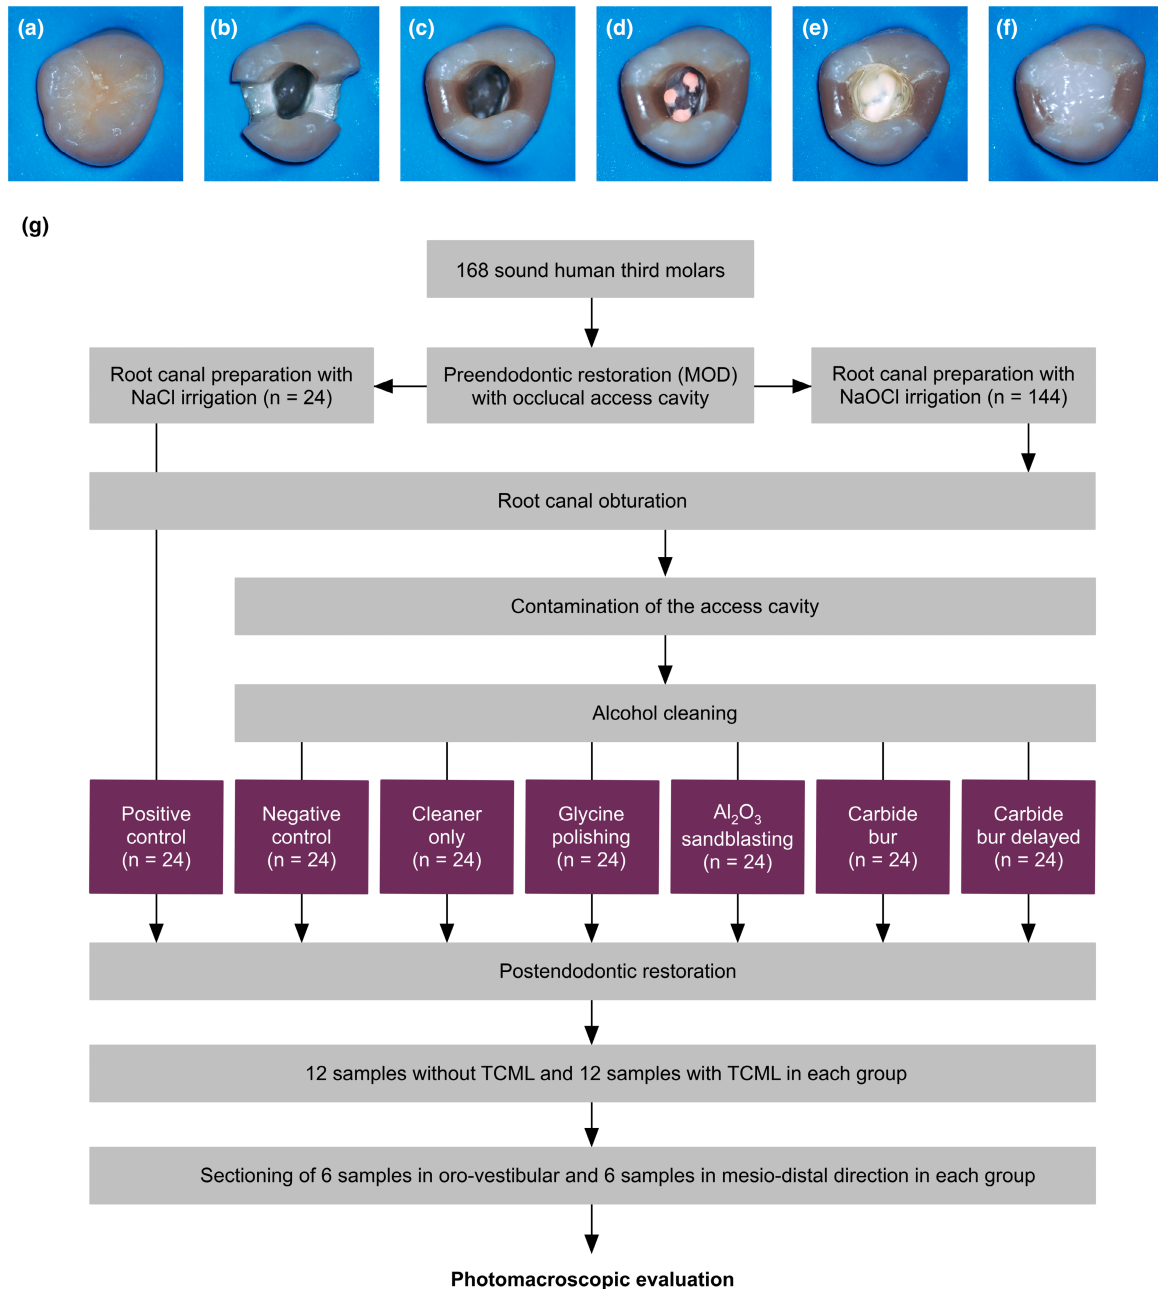 (a)
(b)
(c)
(d)
(e)
(f)
(g)
168 sound human third molars
Root canal preparation with
NaCl irrigation (n = 24)
Preendodontic restoration (MOD)
with occlucal access cavity
Root canal preparation with
NaOCl irrigation (n = 144)
Root canal obturation
Contamination of the access cavity
Alcohol cleaning
Positive
control
(n = 24)
Negative
control
(n = 24)
Cleaner
only
(n = 24)
Glycine
polishing
(n = 24)
Al₂O₃
sandblasting
(n = 24)
Carbide
bur
(n = 24)
Carbide
bur delayed
(n = 24)
Postendodontic restoration
12 samples without TCML and 12 samples with TCML in each group
Sectioning of 6 samples in oro-vestibular and 6 samples in mesio-distal direction in each group
Photomacroscopic evaluation